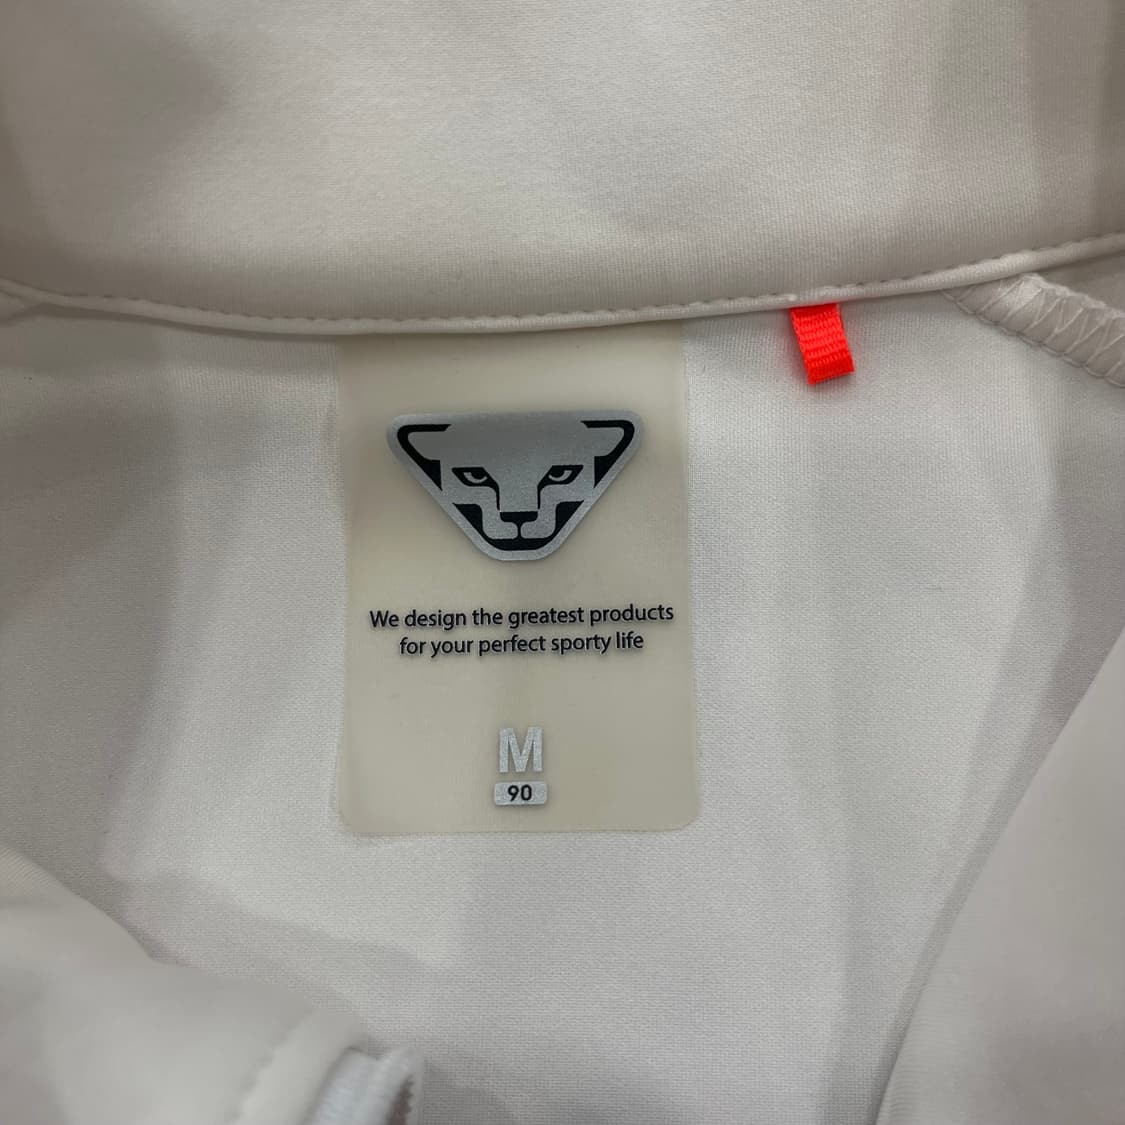 We design the greatest products
for your perfect sporty life
M
90